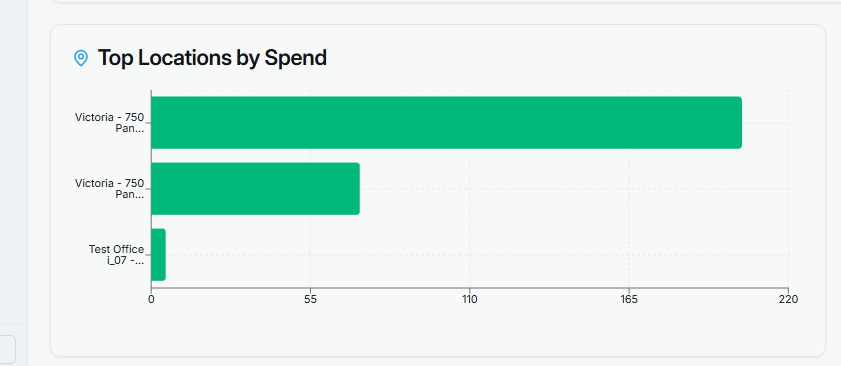 Top Locations by Spend
Victoria - 750
Pan...
Victoria - 750
Pan...
Test Office
i_07 -...
0 55 110 165 220